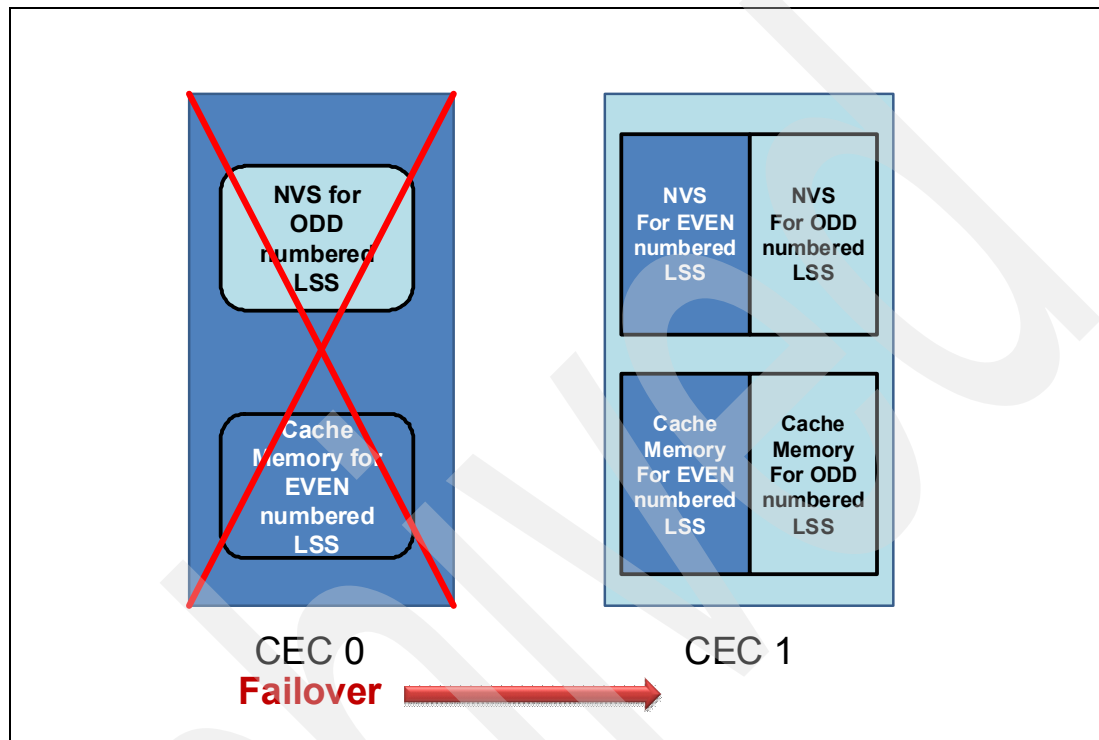 NVS for
ODD
numbered
LSS
Cache
Memory for
EVEN
numbered
LSS
NVS
For EVEN
numbered
LSS
NVS
For ODD
numbered
LSS
Cache
Memory
For EVEN
numbered
LSS
Cache
Memory
For ODD
numbered
LSS
CEC 0
CEC 1
Failover